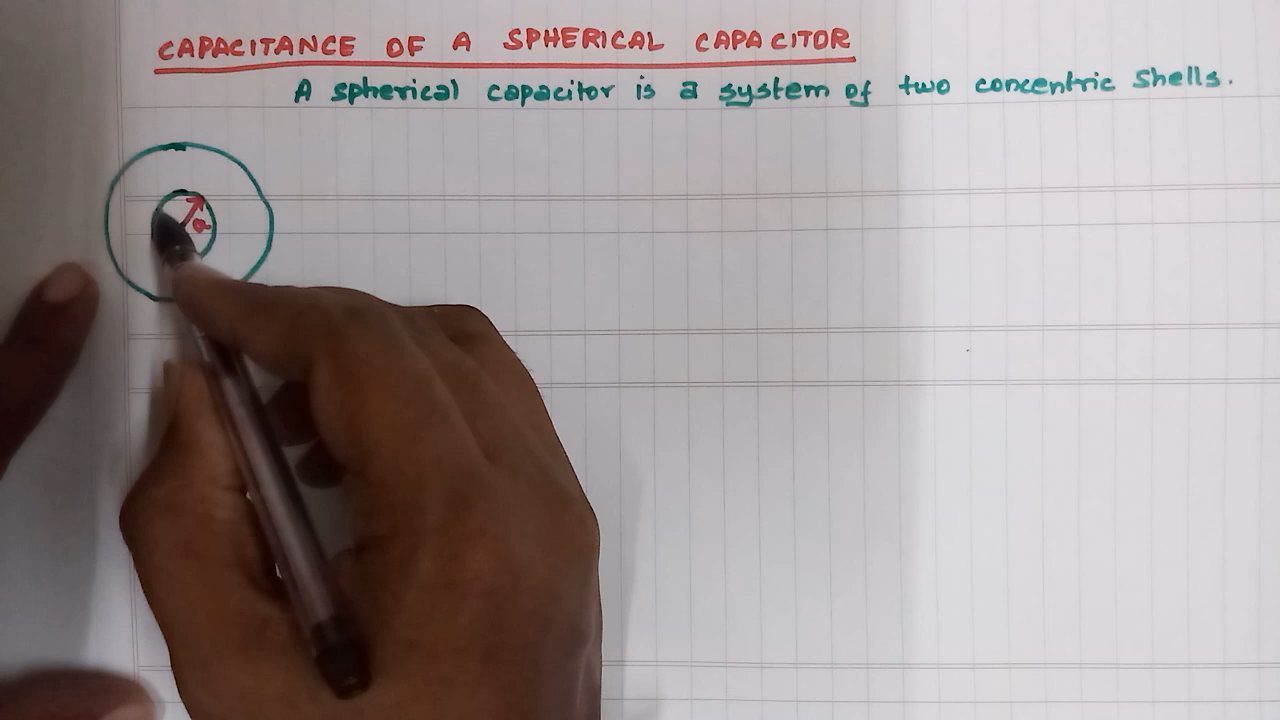 CAPACITANCE OF A SPHERICAL CAPACITOR
A spherical capacitor is a system of two concentric shells.
a